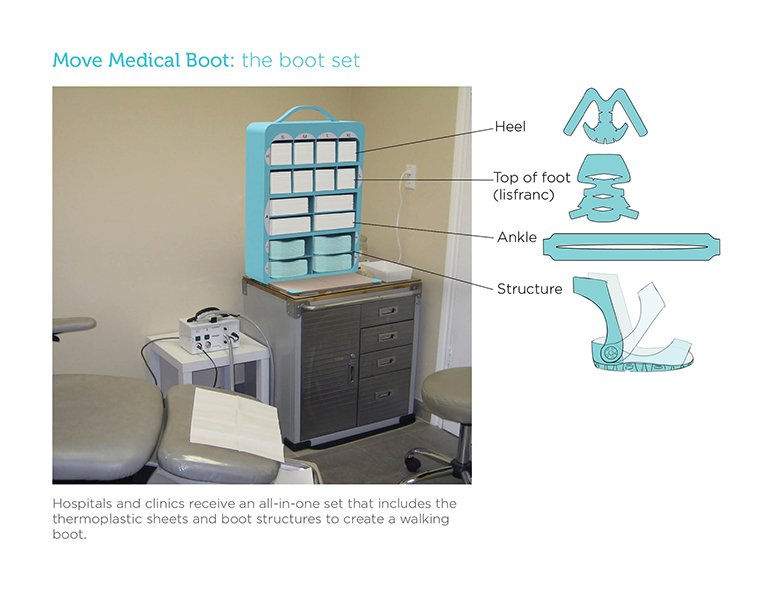 Move Medical Boot: the boot set
S M L XL
Heel
Top of foot
(lisfranc)
Ankle
Structure
Hospitals and clinics receive an all-in-one set that includes the
thermoplastic sheets and boot structures to create a walking
boot.